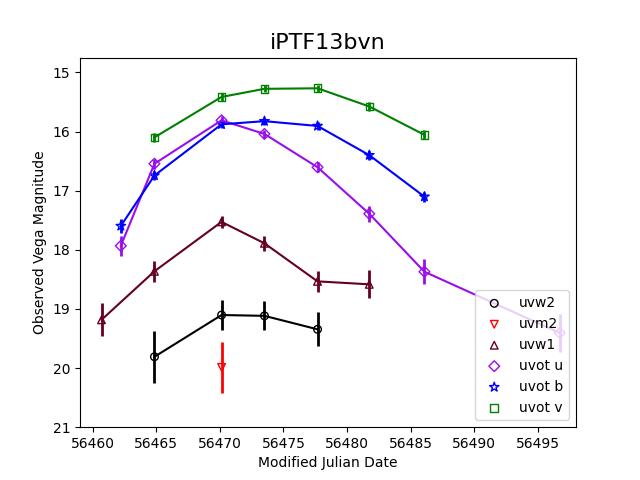 iPTF13bvn
Observed Vega Magnitude
15
16
17
18
19
20
21
56460 56465 56470 56475 56480 56485 56490 56495
Modified Julian Date
uvw2
uvm2
uvw1
uvot u
uvot b
uvot v